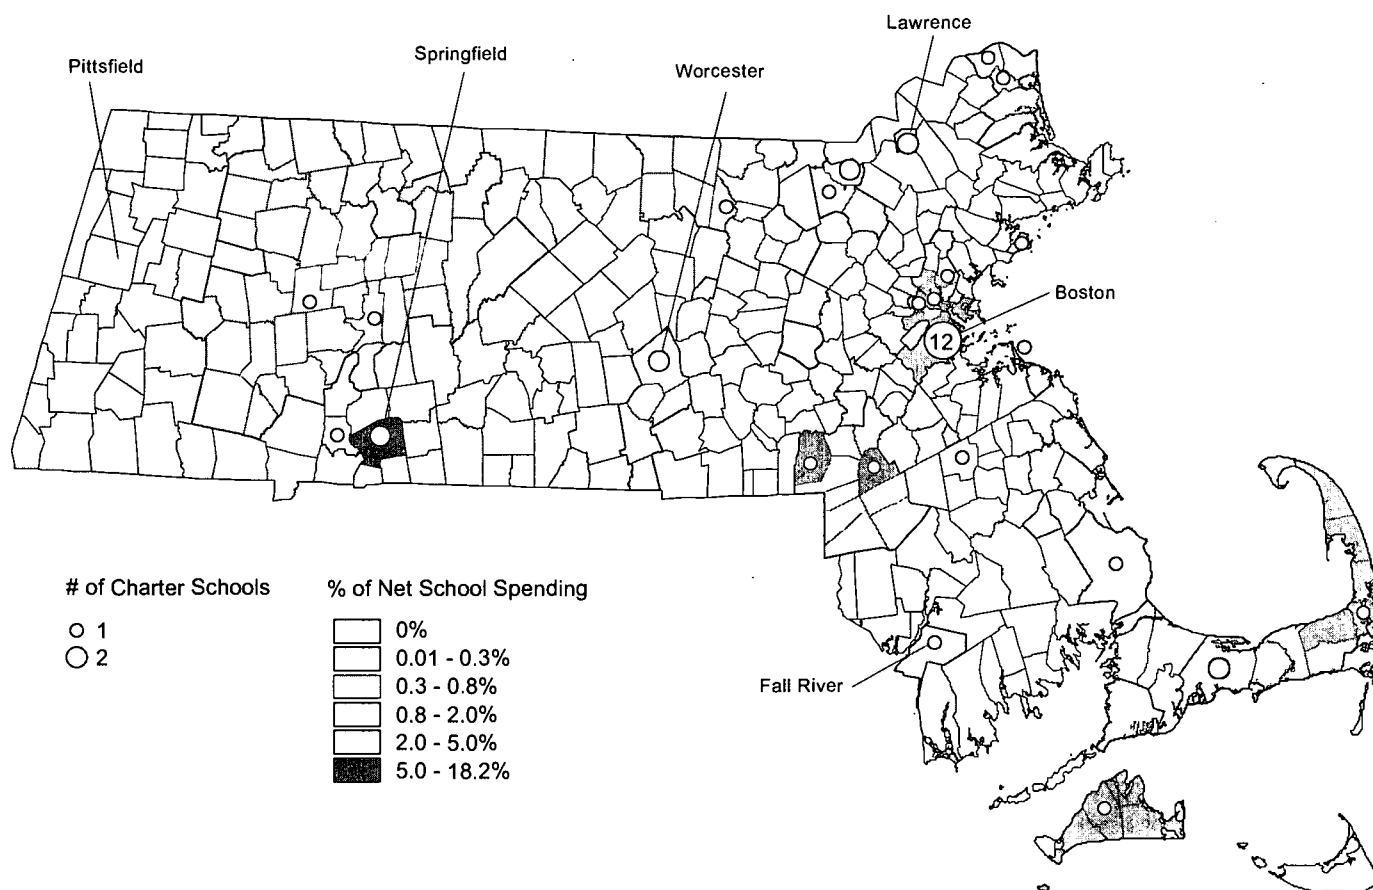 Lawrence
Springfield
Pittsfield
Worcester
Boston
12
# of Charter Schools
1
2
% of Net School Spending
0%
0.01 - 0.3%
0.3 - 0.8%
0.8 - 2.0%
2.0 - 5.0%
5.0 - 18.2%
Fall River